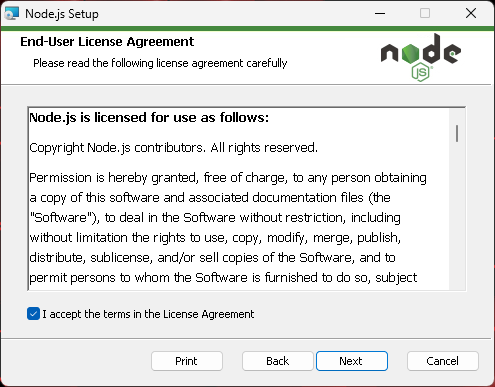 Node.js Setup
End-User License Agreement
Please read the following license agreement carefully
node
JS
Node.js is licensed for use as follows:
Copyright Node.js contributors. All rights reserved.
Permission is hereby granted, free of charge, to any person obtaining
a copy of this software and associated documentation files (the
"Software"), to deal in the Software without restriction, including
without limitation the rights to use, copy, modify, merge, publish,
distribute, sublicense, and/or sell copies of the Software, and to
permit persons to whom the Software is furnished to do so, subject
I accept the terms in the License Agreement
Print
Back
Next
Cancel